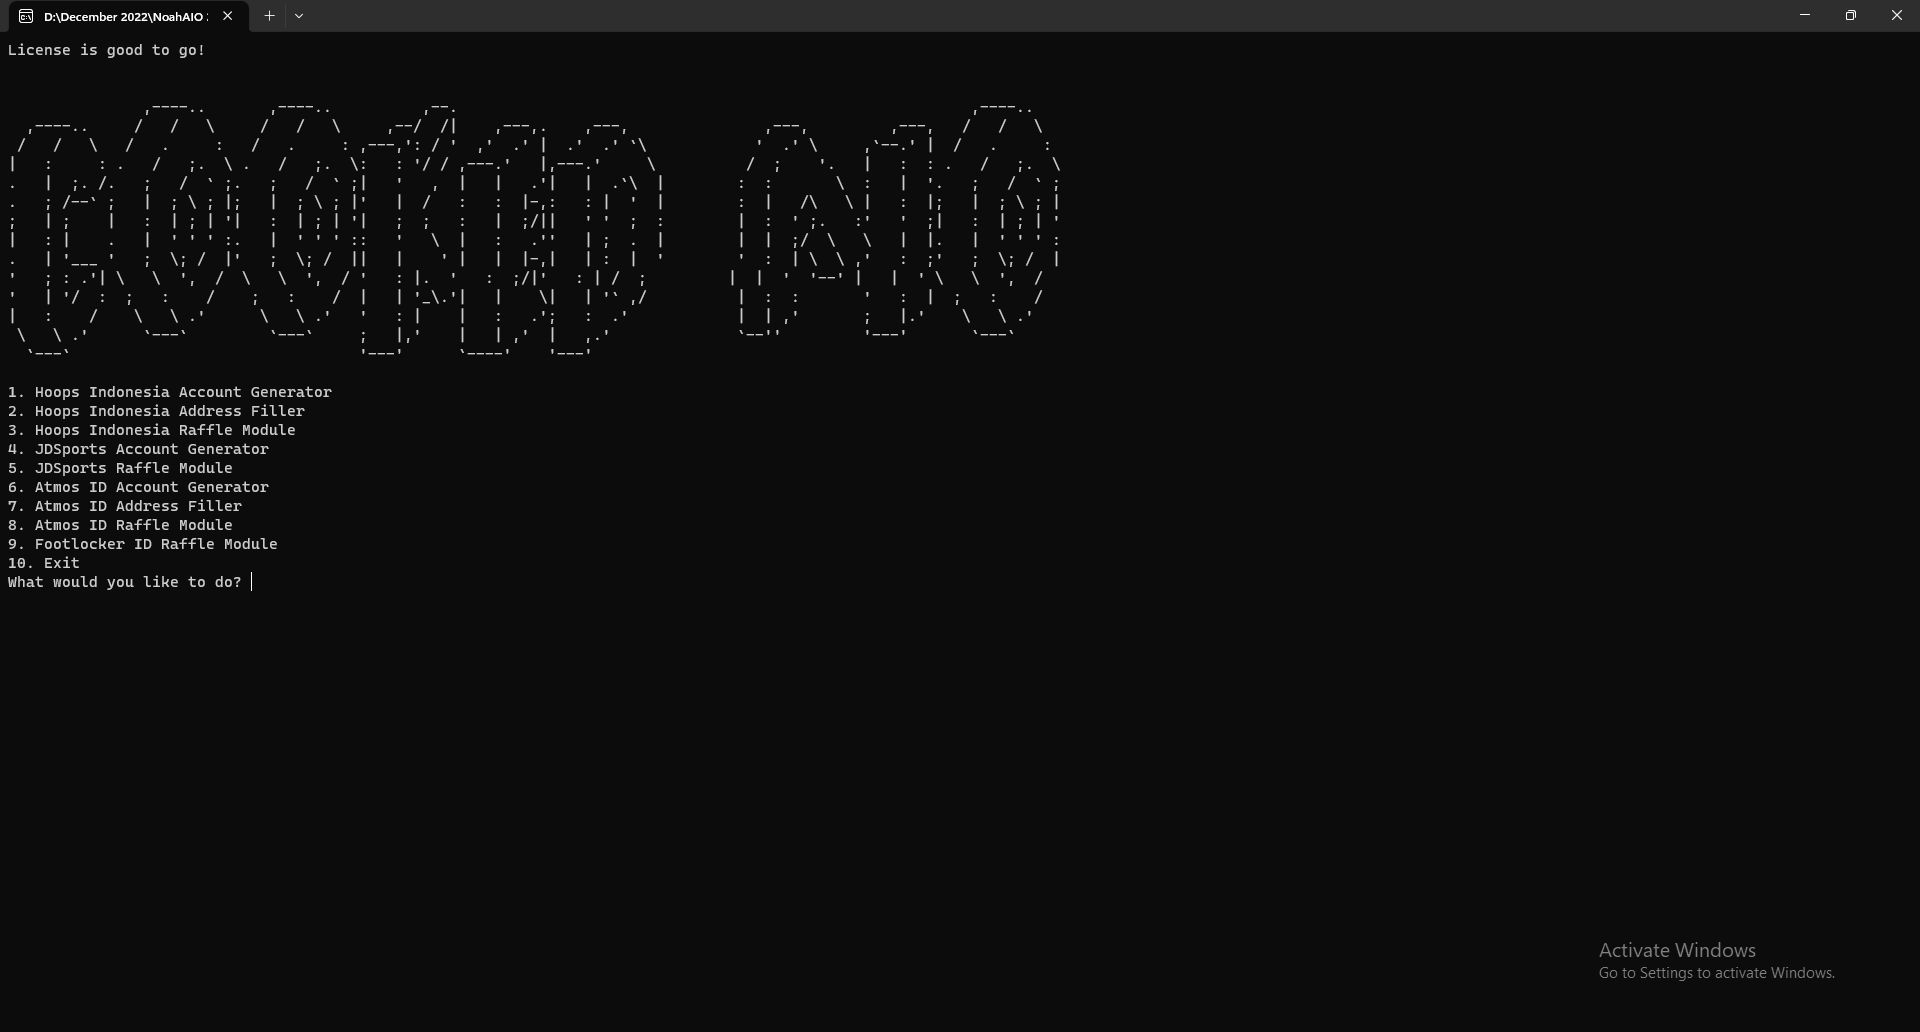 D:\December 2022\NoahAIO
License is good to go!
COOKED AIO
1. Hoops Indonesia Account Generator
2. Hoops Indonesia Address Filler
3. Hoops Indonesia Raffle Module
4. JDSports Account Generator
5. JDSports Raffle Module
6. Atmos ID Account Generator
7. Atmos ID Address Filler
8. Atmos ID Raffle Module
9. Footlocker ID Raffle Module
10. Exit
What would you like to do?
Activate Windows
Go to Settings to activate Windows.